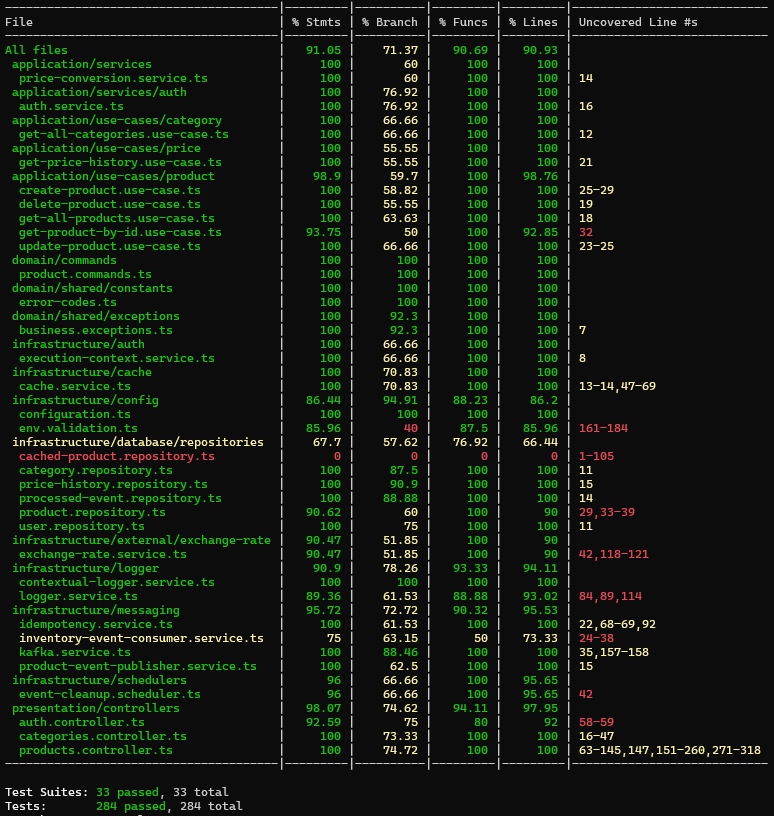 File | % Stmts | % Branch | % Funcs | % Lines | Uncovered Line #s
All files | 91.05 | 71.37 | 90.69 | 90.93 |
application/services | 100 | 60 | 100 | 100 |
price-conversion.service.ts | 100 | 60 | 100 | 100 | 14
application/services/auth | 100 | 76.92 | 100 | 100 |
auth.service.ts | 100 | 76.92 | 100 | 100 | 16
application/use-cases/category | 100 | 66.66 | 100 | 100 |
get-all-categories.use-case.ts | 100 | 66.66 | 100 | 100 | 12
application/use-cases/price | 100 | 55.55 | 100 | 100 |
get-price-history.use-case.ts | 100 | 55.55 | 100 | 100 | 21
application/use-cases/product | 98.9 | 59.7 | 100 | 98.76 |
create-product.use-case.ts | 100 | 58.82 | 100 | 100 | 25-29
delete-product.use-case.ts | 100 | 55.55 | 100 | 100 | 19
get-all-products.use-case.ts | 100 | 63.63 | 100 | 100 | 18
get-product-by-id.use-case.ts | 93.75 | 50 | 100 | 92.85 | 32
update-product.use-case.ts | 100 | 66.66 | 100 | 100 | 23-25
domain/commands | 100 | 100 | 100 | 100 |
product.commands.ts | 100 | 100 | 100 | 100 |
domain/shared/constants | 100 | 100 | 100 | 100 |
error-codes.ts | 100 | 100 | 100 | 100 |
domain/shared/exceptions | 100 | 92.3 | 100 | 100 |
business.exceptions.ts | 100 | 92.3 | 100 | 100 | 7
infrastructure/auth | 100 | 66.66 | 100 | 100 |
execution-context.service.ts | 100 | 66.66 | 100 | 100 | 8
infrastructure/cache | 100 | 70.83 | 100 | 100 |
cache.service.ts | 100 | 70.83 | 100 | 100 | 13-14,47-69
infrastructure/config | 86.44 | 94.91 | 88.23 | 86.2 |
configuration.ts | 100 | 100 | 100 | 100 |
env.validation.ts | 85.96 | 40 | 87.5 | 85.96 | 161-184
infrastructure/database/repositories | 67.7 | 57.62 | 76.92 | 66.44 |
cached-product.repository.ts | 0 | 0 | 0 | 0 | 1-105
category.repository.ts | 100 | 87.5 | 100 | 100 | 11
price-history.repository.ts | 100 | 90.9 | 100 | 100 | 15
processed-event.repository.ts | 100 | 88.88 | 100 | 100 | 14
product.repository.ts | 90.62 | 60 | 100 | 90 | 29,33-39
user.repository.ts | 100 | 75 | 100 | 100 | 11
infrastructure/external/exchange-rate | 90.47 | 51.85 | 100 | 90 |
exchange-rate.service.ts | 90.47 | 51.85 | 100 | 90 | 42,118-121
infrastructure/logger | 90.9 | 78.26 | 93.33 | 94.11 |
contextual-logger.service.ts | 100 | 100 | 100 | 100 |
logger.service.ts | 89.36 | 61.53 | 88.88 | 93.02 | 84,89,114
infrastructure/messaging | 95.72 | 72.72 | 90.32 | 95.53 |
idempotency.service.ts | 100 | 61.53 | 100 | 100 | 22,68-69,92
inventory-event-consumer.service.ts | 75 | 63.15 | 50 | 73.33 | 24-38
kafka.service.ts | 100 | 88.46 | 100 | 100 | 35,157-158
product-event-publisher.service.ts | 100 | 62.5 | 100 | 100 | 15
infrastructure/schedulers | 96 | 66.66 | 100 | 95.65 |
event-cleanup.scheduler.ts | 96 | 66.66 | 100 | 95.65 | 42
presentation/controllers | 98.07 | 74.62 | 94.11 | 97.95 |
auth.controller.ts | 92.59 | 75 | 80 | 92 | 58-59
categories.controller.ts | 100 | 73.33 | 100 | 100 | 16-47
products.controller.ts | 100 | 74.72 | 100 | 100 | 63-145,147,151-260,271-318
Test Suites: 33 passed, 33 total
Tests: 284 passed, 284 total